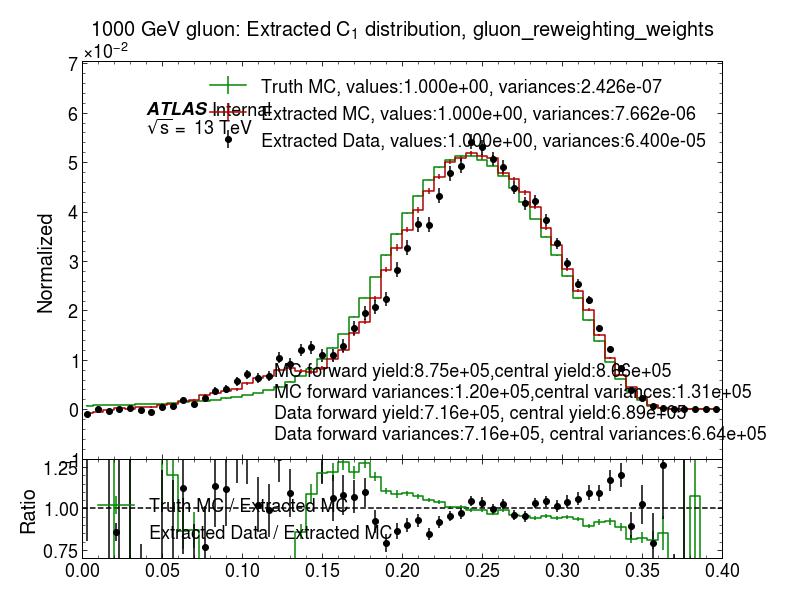 1000 GeV gluon: Extracted C₁ distribution, gluon_reweighting_weights
×10⁻²
Truth MC, values:1.000e+00, variances:2.426e-07
ATLAS Internal
Extracted MC, values:1.000e+00, variances:7.662e-06
√s = 13 TeV
Extracted Data, values:1.000e+00, variances:6.400e-05
Normalized
7
6
5
4
3
2
1
0
MC forward yield:8.75e+05,central yield:8.65e+05
MC forward variances:1.20e+05,central variances:1.31e+05
Data forward yield:7.16e+05, central yield:6.89e+05
Data forward variances:7.16e+05, central variances:6.64e+05
1
Ratio
1.25
1.00
0.75
Truth MC / Extracted MC
Extracted Data / Extracted MC
0.00 0.05 0.10 0.15 0.20 0.25 0.30 0.35 0.40